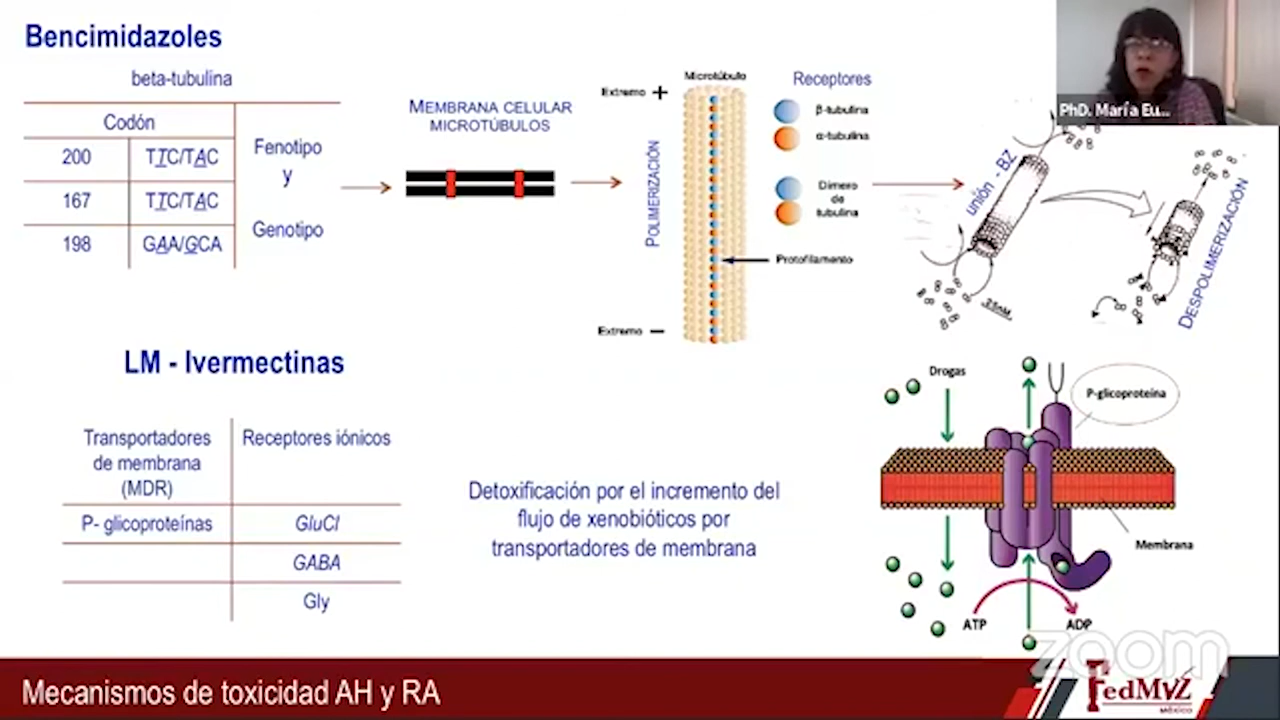 Bencimidazoles
beta-tubulina
Codón
200 TTC/TAC
167 TTC/TAC
198 GAA/GCA
Fenotipo
y
Genotipo
MEMBRANA CELULAR
MICROTÚBULOS
POLIMERIZACIÓN
Microtúbulo
Extremo +
Extremo −
Receptores
β-tubulina
α-tubulina
Dímero
de
tubulina
Protofilamento
unión - BZ
25nM
DESPOLIMERIZACIÓN
PhD. María Eu...
LM - Ivermectinas
Transportadores
de membrana
(MDR)
Receptores iónicos
P- glicoproteínas
GluCl
GABA
Gly
Detoxificación por el incremento del
flujo de xenobióticos por
transportadores de membrana
Drogas
P-glicoproteína
Membrana
ATP
ADP
zoom
Mecanismos de toxicidad AH y RA
FedMVZ
MÉXICO